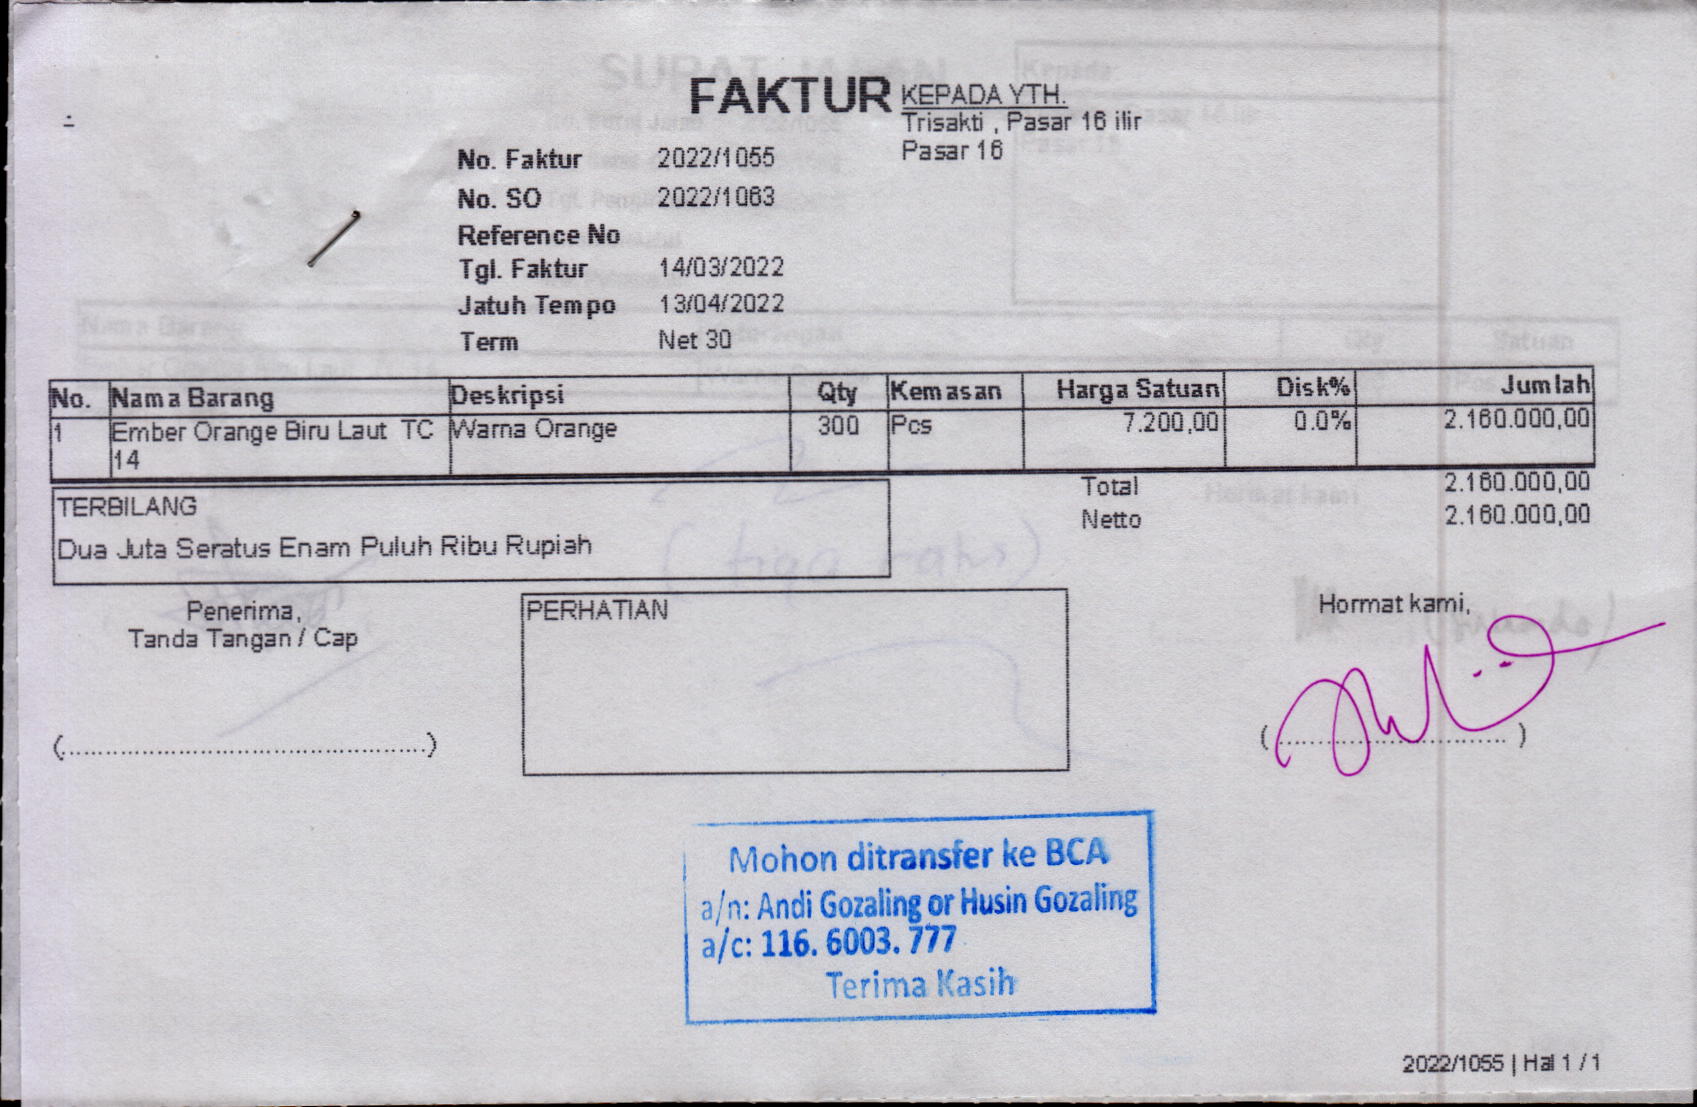 FAKTUR
KEPADA YTH.
Trisakti , Pasar 16 ilir
Pasar 16
No. Faktur 2022/1055
No. SO 2022/1063
Reference No
Tgl. Faktur 14/03/2022
Jatuh Tempo 13/04/2022
Term Net 30
No. Nama Barang Deskripsi Qty Kemasan Harga Satuan Disk% Jumlah
1 Ember Orange Biru Laut TC Warna Orange 300 Pcs 7.200,00 0.0% 2.160.000,00
14
Total 2.160.000,00
Netto 2.160.000,00
TERBILANG
Dua Juta Seratus Enam Puluh Ribu Rupiah
Penerima,
Tanda Tangan / Cap
PERHATIAN
Hormat kami,
(..............................................)
(.............................. )
Mohon ditransfer ke BCA
a/n: Andi Gozaling or Husin Gozaling
a/c: 116. 6003. 777
Terima Kasih
2022/1055 | Hal 1 / 1